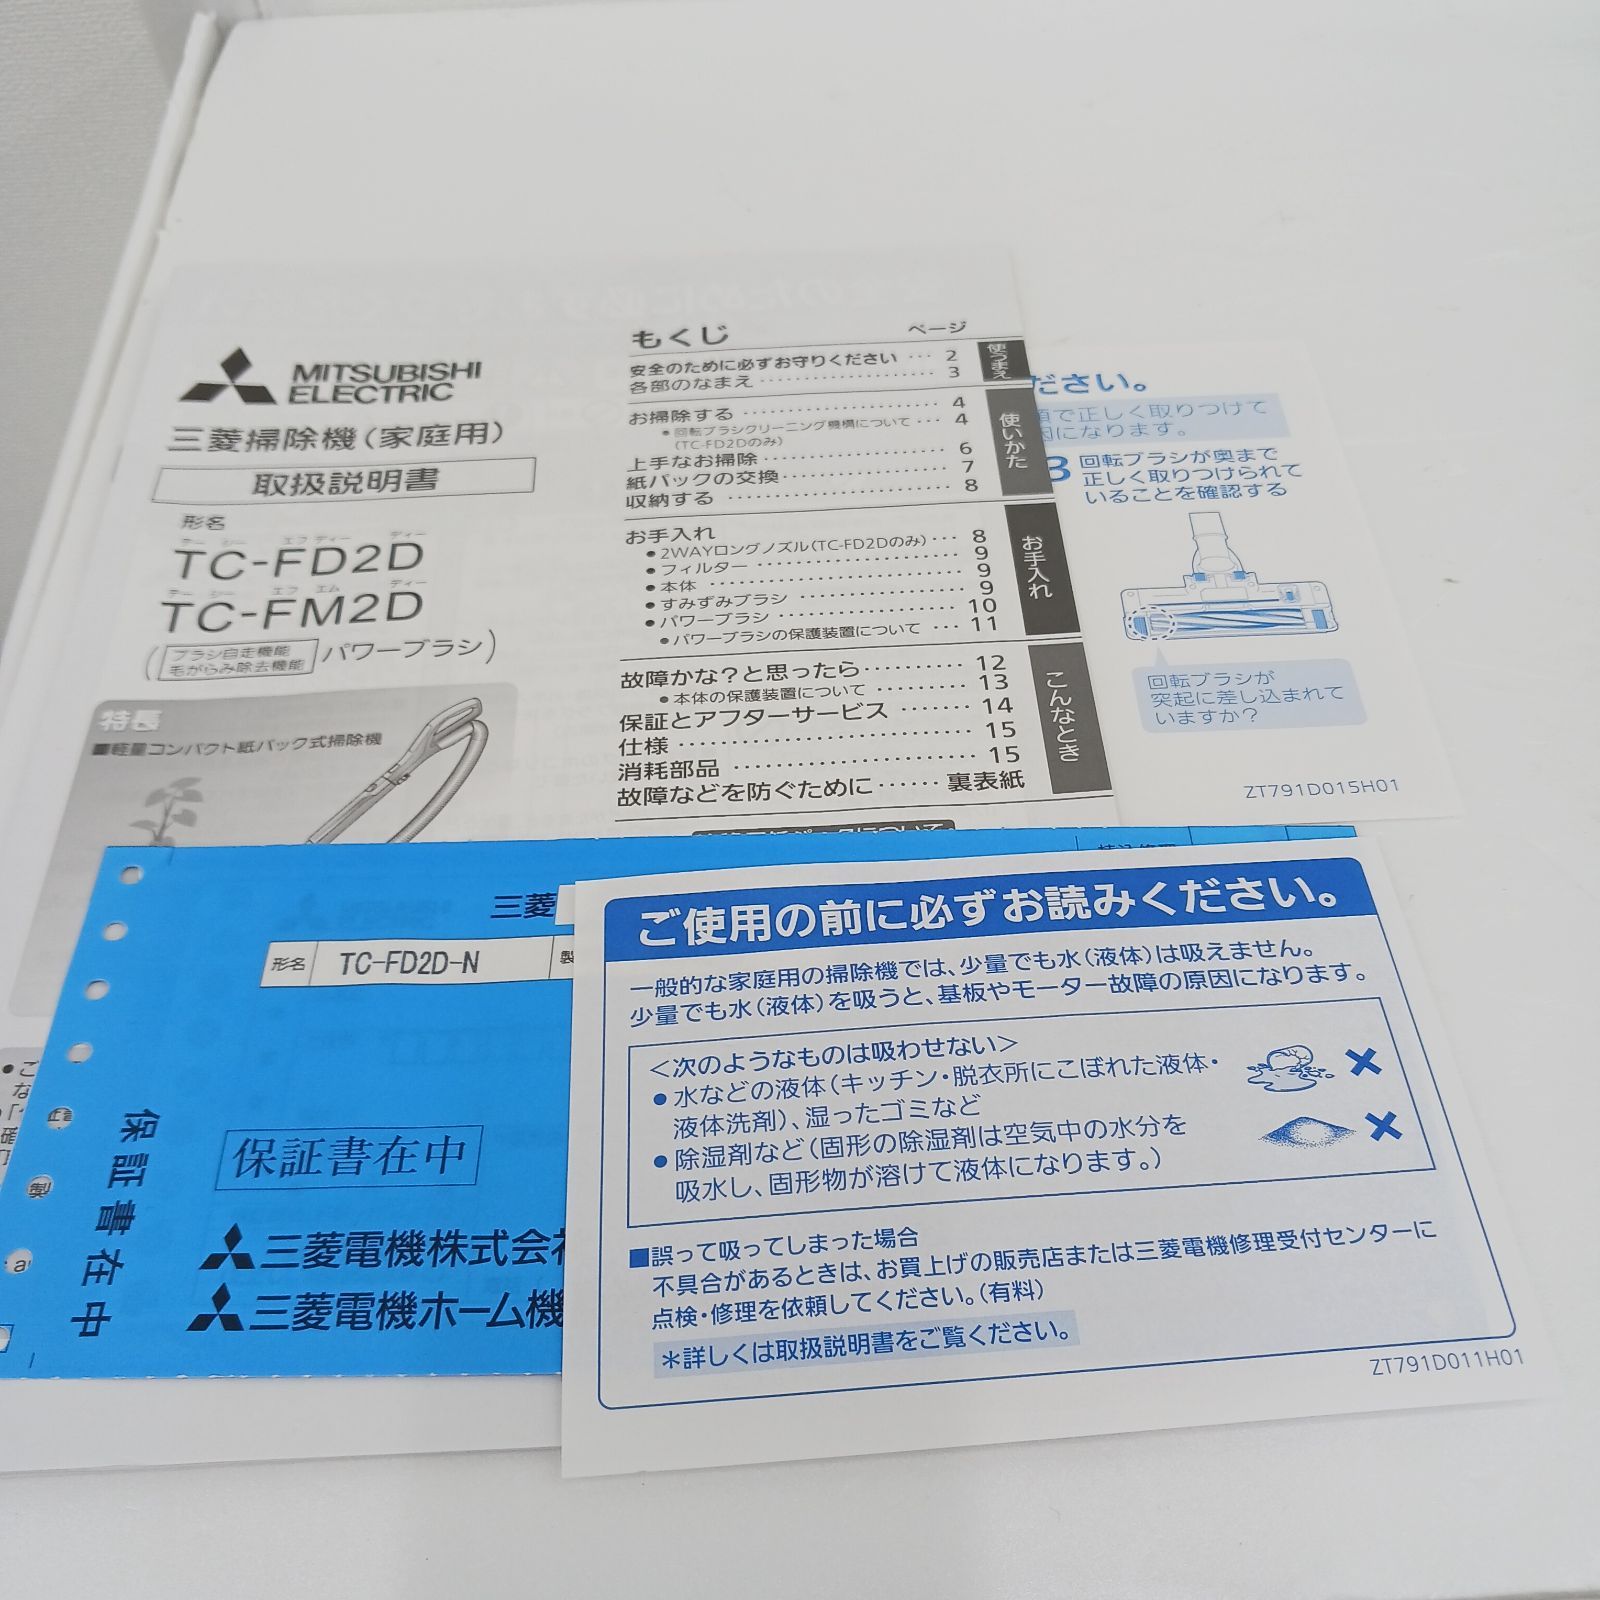 MITSUBISHI
ELECTRIC
三菱掃除機(家庭用)
取扱説明書
形名
ティー シー エフ ディー ディー
TC-FD2D
ティー シー エフ エム ディー
TC-FM2D
(ブラシ自走機能 毛がらみ除去機能 パワーブラシ)
特長
■軽量コンパクト紙パック式掃除機
もくじ ページ
安全のために必ずお守りください … 2
各部のなまえ … 3
使うまえ
お掃除する … 4
●回転ブラシクリーニング機構について … 4
(TC-FD2Dのみ)
上手なお掃除 … 6
紙パックの交換 … 7
収納する … 8
使いかた
お手入れ
●2WAYロングノズル(TC-FD2Dのみ) … 8
●フィルター … 9
●本体 … 9
●すみずみブラシ … 9
●パワーブラシ … 10
●パワーブラシの保護装置について … 11
お手入れ
故障かな?と思ったら … 12
●本体の保護装置について … 13
保証とアフターサービス … 14
仕様 … 15
消耗部品 … 15
故障などを防ぐために … 裏表紙
こんなとき
ださい。
で正しく取りつけて
因になります。
3 回転ブラシが奥まで
正しく取りつけられて
いることを確認する
回転ブラシが
突起に差し込まれて
いますか?
ZT791D015H01
三菱
形名 TC-FD2D-N 製
保証書在中
保証書在中
三菱電機株式会社
三菱電機ホーム機
ご使用の前に必ずお読みください。
一般的な家庭用の掃除機では、少量でも水(液体)は吸えません。
少量でも水(液体)を吸うと、基板やモーター故障の原因になります。
<次のようなものは吸わせない>
●水などの液体(キッチン・脱衣所にこぼれた液体・
液体洗剤)、湿ったゴミなど
●除湿剤など(固形の除湿剤は空気中の水分を
吸水し、固形物が溶けて液体になります。)
■誤って吸ってしまった場合
不具合があるときは、お買上げの販売店または三菱電機修理受付センターに
点検・修理を依頼してください。(有料)
*詳しくは取扱説明書をご覧ください。
ZT791D011H01